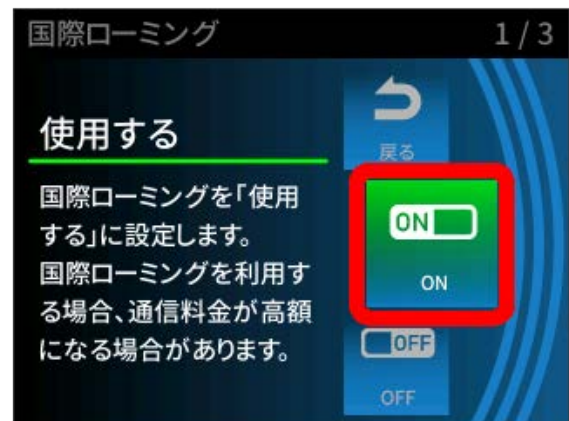 国際ローミング
1/3
使用する
戻る
国際ローミングを「使用
する」に設定します。
国際ローミングを利用す
る場合、通信料金が高額
になる場合があります。
ON
ON
OFF
OFF